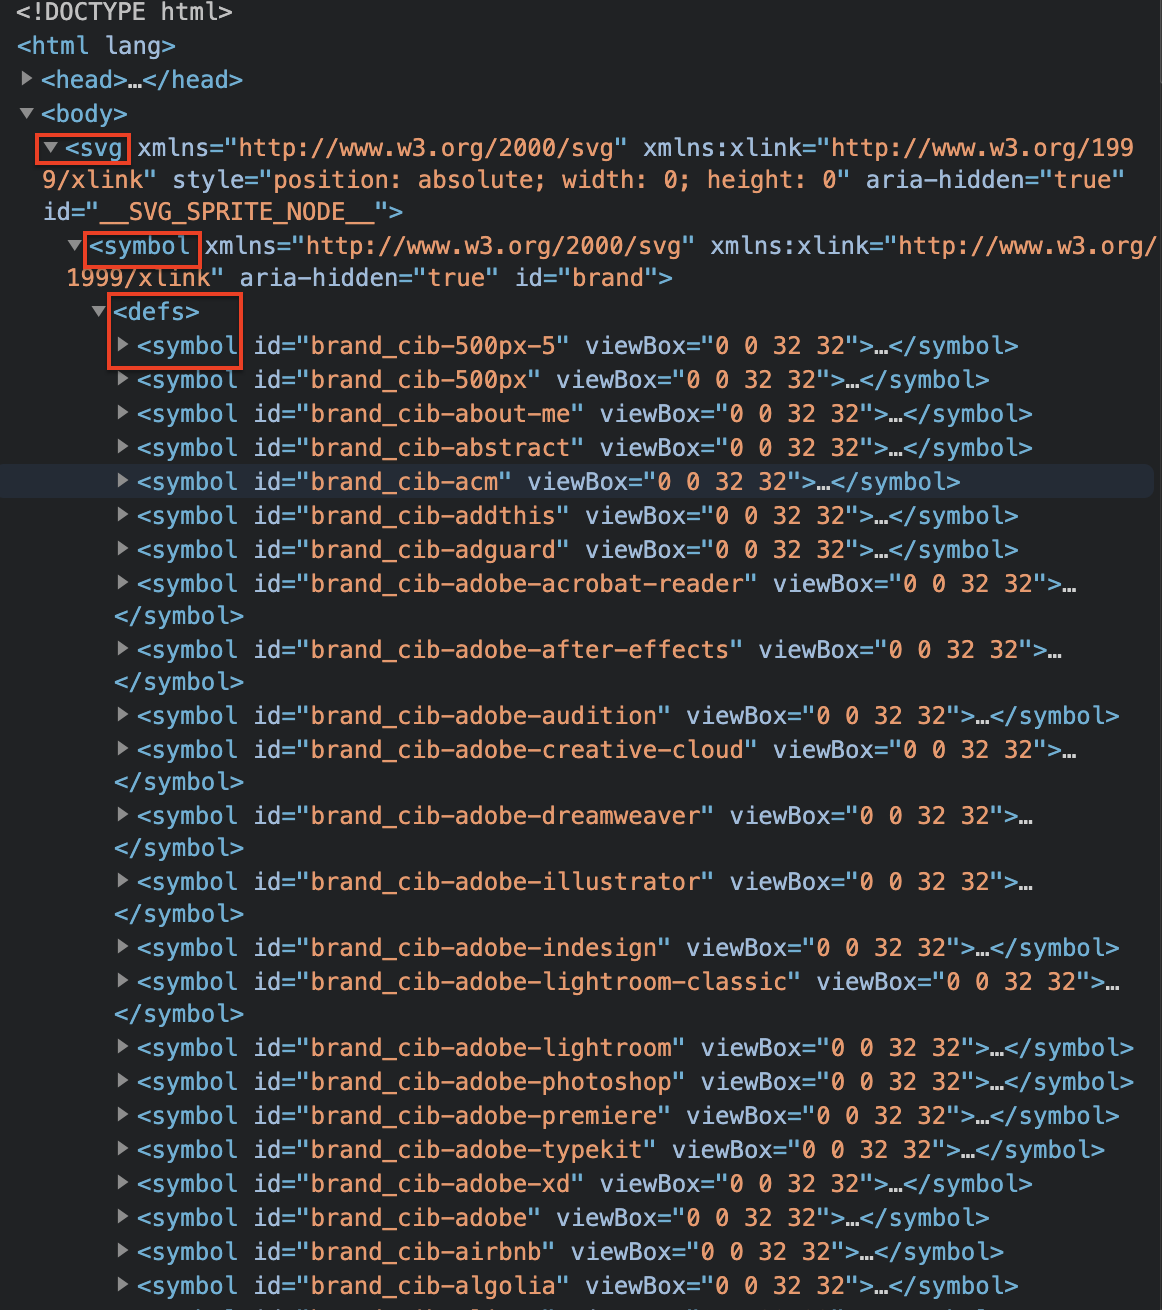 <!DOCTYPE html>
<html lang>
<head>…</head>
<body>
<svg xmlns="http://www.w3.org/2000/svg" xmlns:xlink="http://www.w3.org/199
9/xlink" style="position: absolute; width: 0; height: 0" aria-hidden="true"
id="__SVG_SPRITE_NODE__">
<symbol xmlns="http://www.w3.org/2000/svg" xmlns:xlink="http://www.w3.org/
1999/xlink" aria-hidden="true" id="brand">
<defs>
<symbol id="brand_cib-500px-5" viewBox="0 0 32 32">…</symbol>
<symbol id="brand_cib-500px" viewBox="0 0 32 32">…</symbol>
<symbol id="brand_cib-about-me" viewBox="0 0 32 32">…</symbol>
<symbol id="brand_cib-abstract" viewBox="0 0 32 32">…</symbol>
<symbol id="brand_cib-acm" viewBox="0 0 32 32">…</symbol>
<symbol id="brand_cib-addthis" viewBox="0 0 32 32">…</symbol>
<symbol id="brand_cib-adguard" viewBox="0 0 32 32">…</symbol>
<symbol id="brand_cib-adobe-acrobat-reader" viewBox="0 0 32 32">…
</symbol>
<symbol id="brand_cib-adobe-after-effects" viewBox="0 0 32 32">…
</symbol>
<symbol id="brand_cib-adobe-audition" viewBox="0 0 32 32">…</symbol>
<symbol id="brand_cib-adobe-creative-cloud" viewBox="0 0 32 32">…
</symbol>
<symbol id="brand_cib-adobe-dreamweaver" viewBox="0 0 32 32">…
</symbol>
<symbol id="brand_cib-adobe-illustrator" viewBox="0 0 32 32">…
</symbol>
<symbol id="brand_cib-adobe-indesign" viewBox="0 0 32 32">…</symbol>
<symbol id="brand_cib-adobe-lightroom-classic" viewBox="0 0 32 32">…
</symbol>
<symbol id="brand_cib-adobe-lightroom" viewBox="0 0 32 32">…</symbol>
<symbol id="brand_cib-adobe-photoshop" viewBox="0 0 32 32">…</symbol>
<symbol id="brand_cib-adobe-premiere" viewBox="0 0 32 32">…</symbol>
<symbol id="brand_cib-adobe-typekit" viewBox="0 0 32 32">…</symbol>
<symbol id="brand_cib-adobe-xd" viewBox="0 0 32 32">…</symbol>
<symbol id="brand_cib-adobe" viewBox="0 0 32 32">…</symbol>
<symbol id="brand_cib-airbnb" viewBox="0 0 32 32">…</symbol>
<symbol id="brand_cib-algolia" viewBox="0 0 32 32">…</symbol>